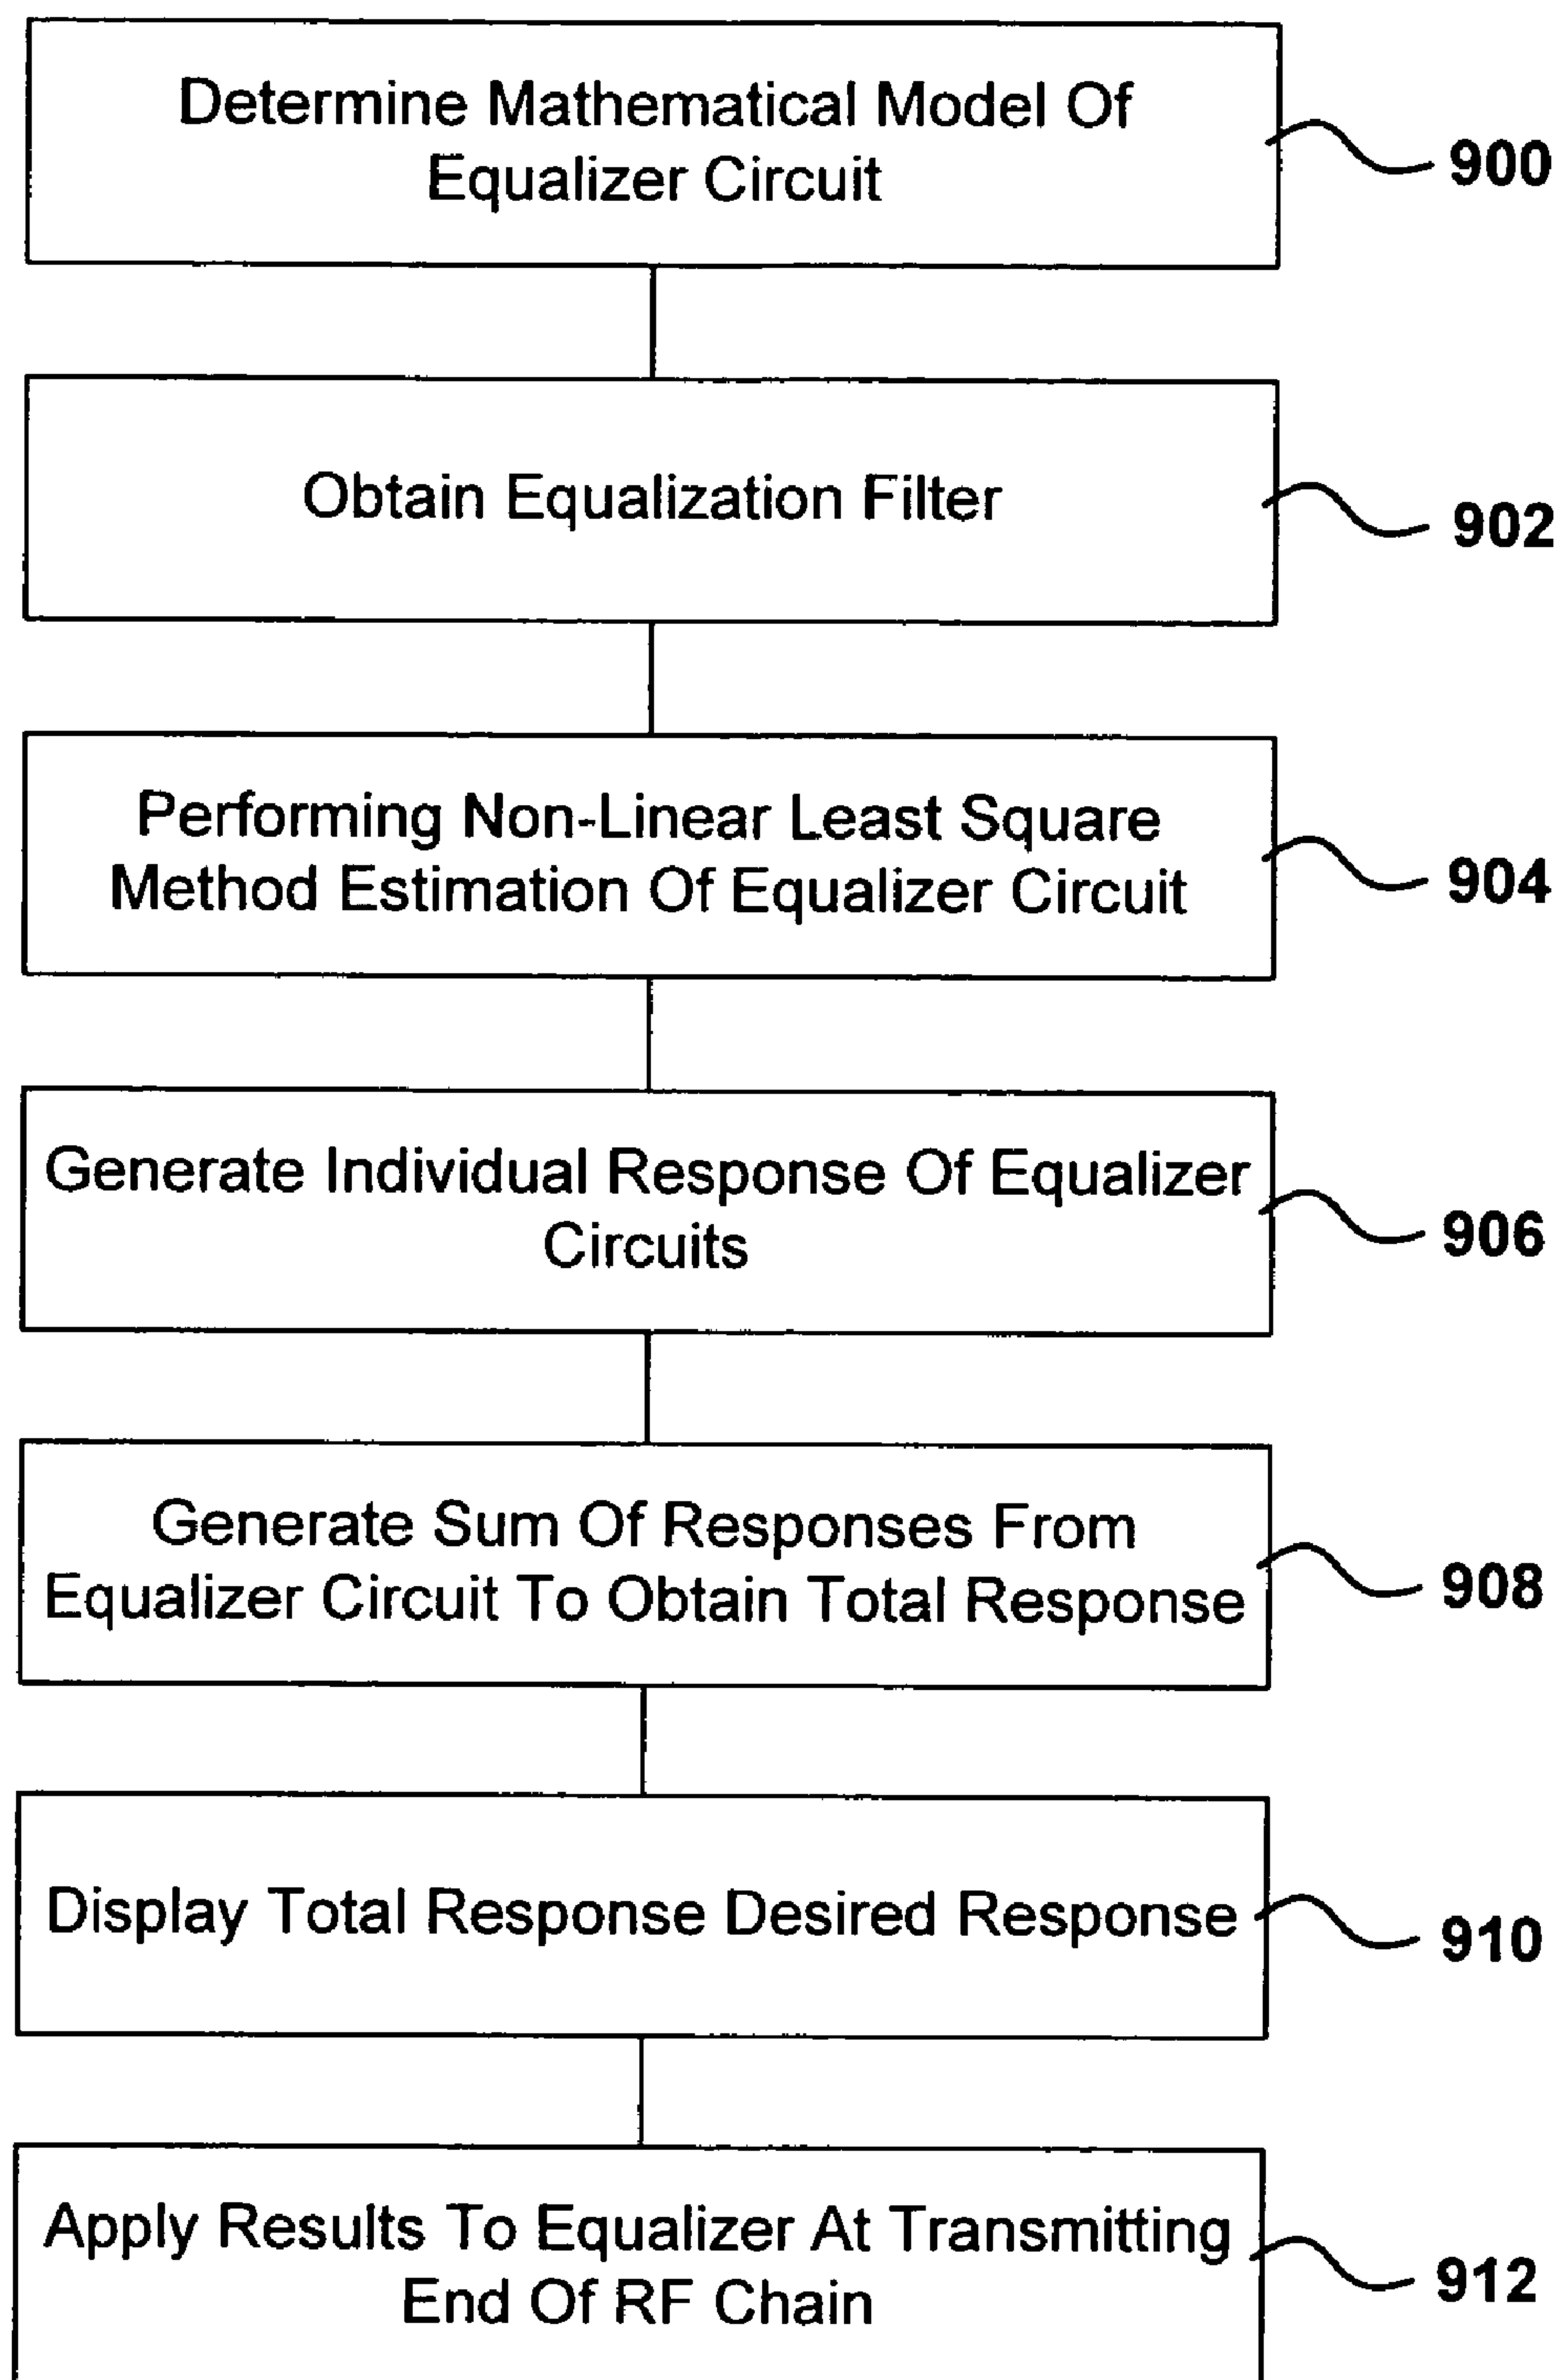 Determine Mathematical Model Of
Equalizer Circuit
900
Obtain Equalization Filter
902
Performing Non-Linear Least Square
Method Estimation Of Equalizer Circuit
904
Generate Individual Response Of Equalizer
Circuits
906
Generate Sum Of Responses From
Equalizer Circuit To Obtain Total Response
908
Display Total Response Desired Response
910
Apply Results To Equalizer At Transmitting
End Of RF Chain
912